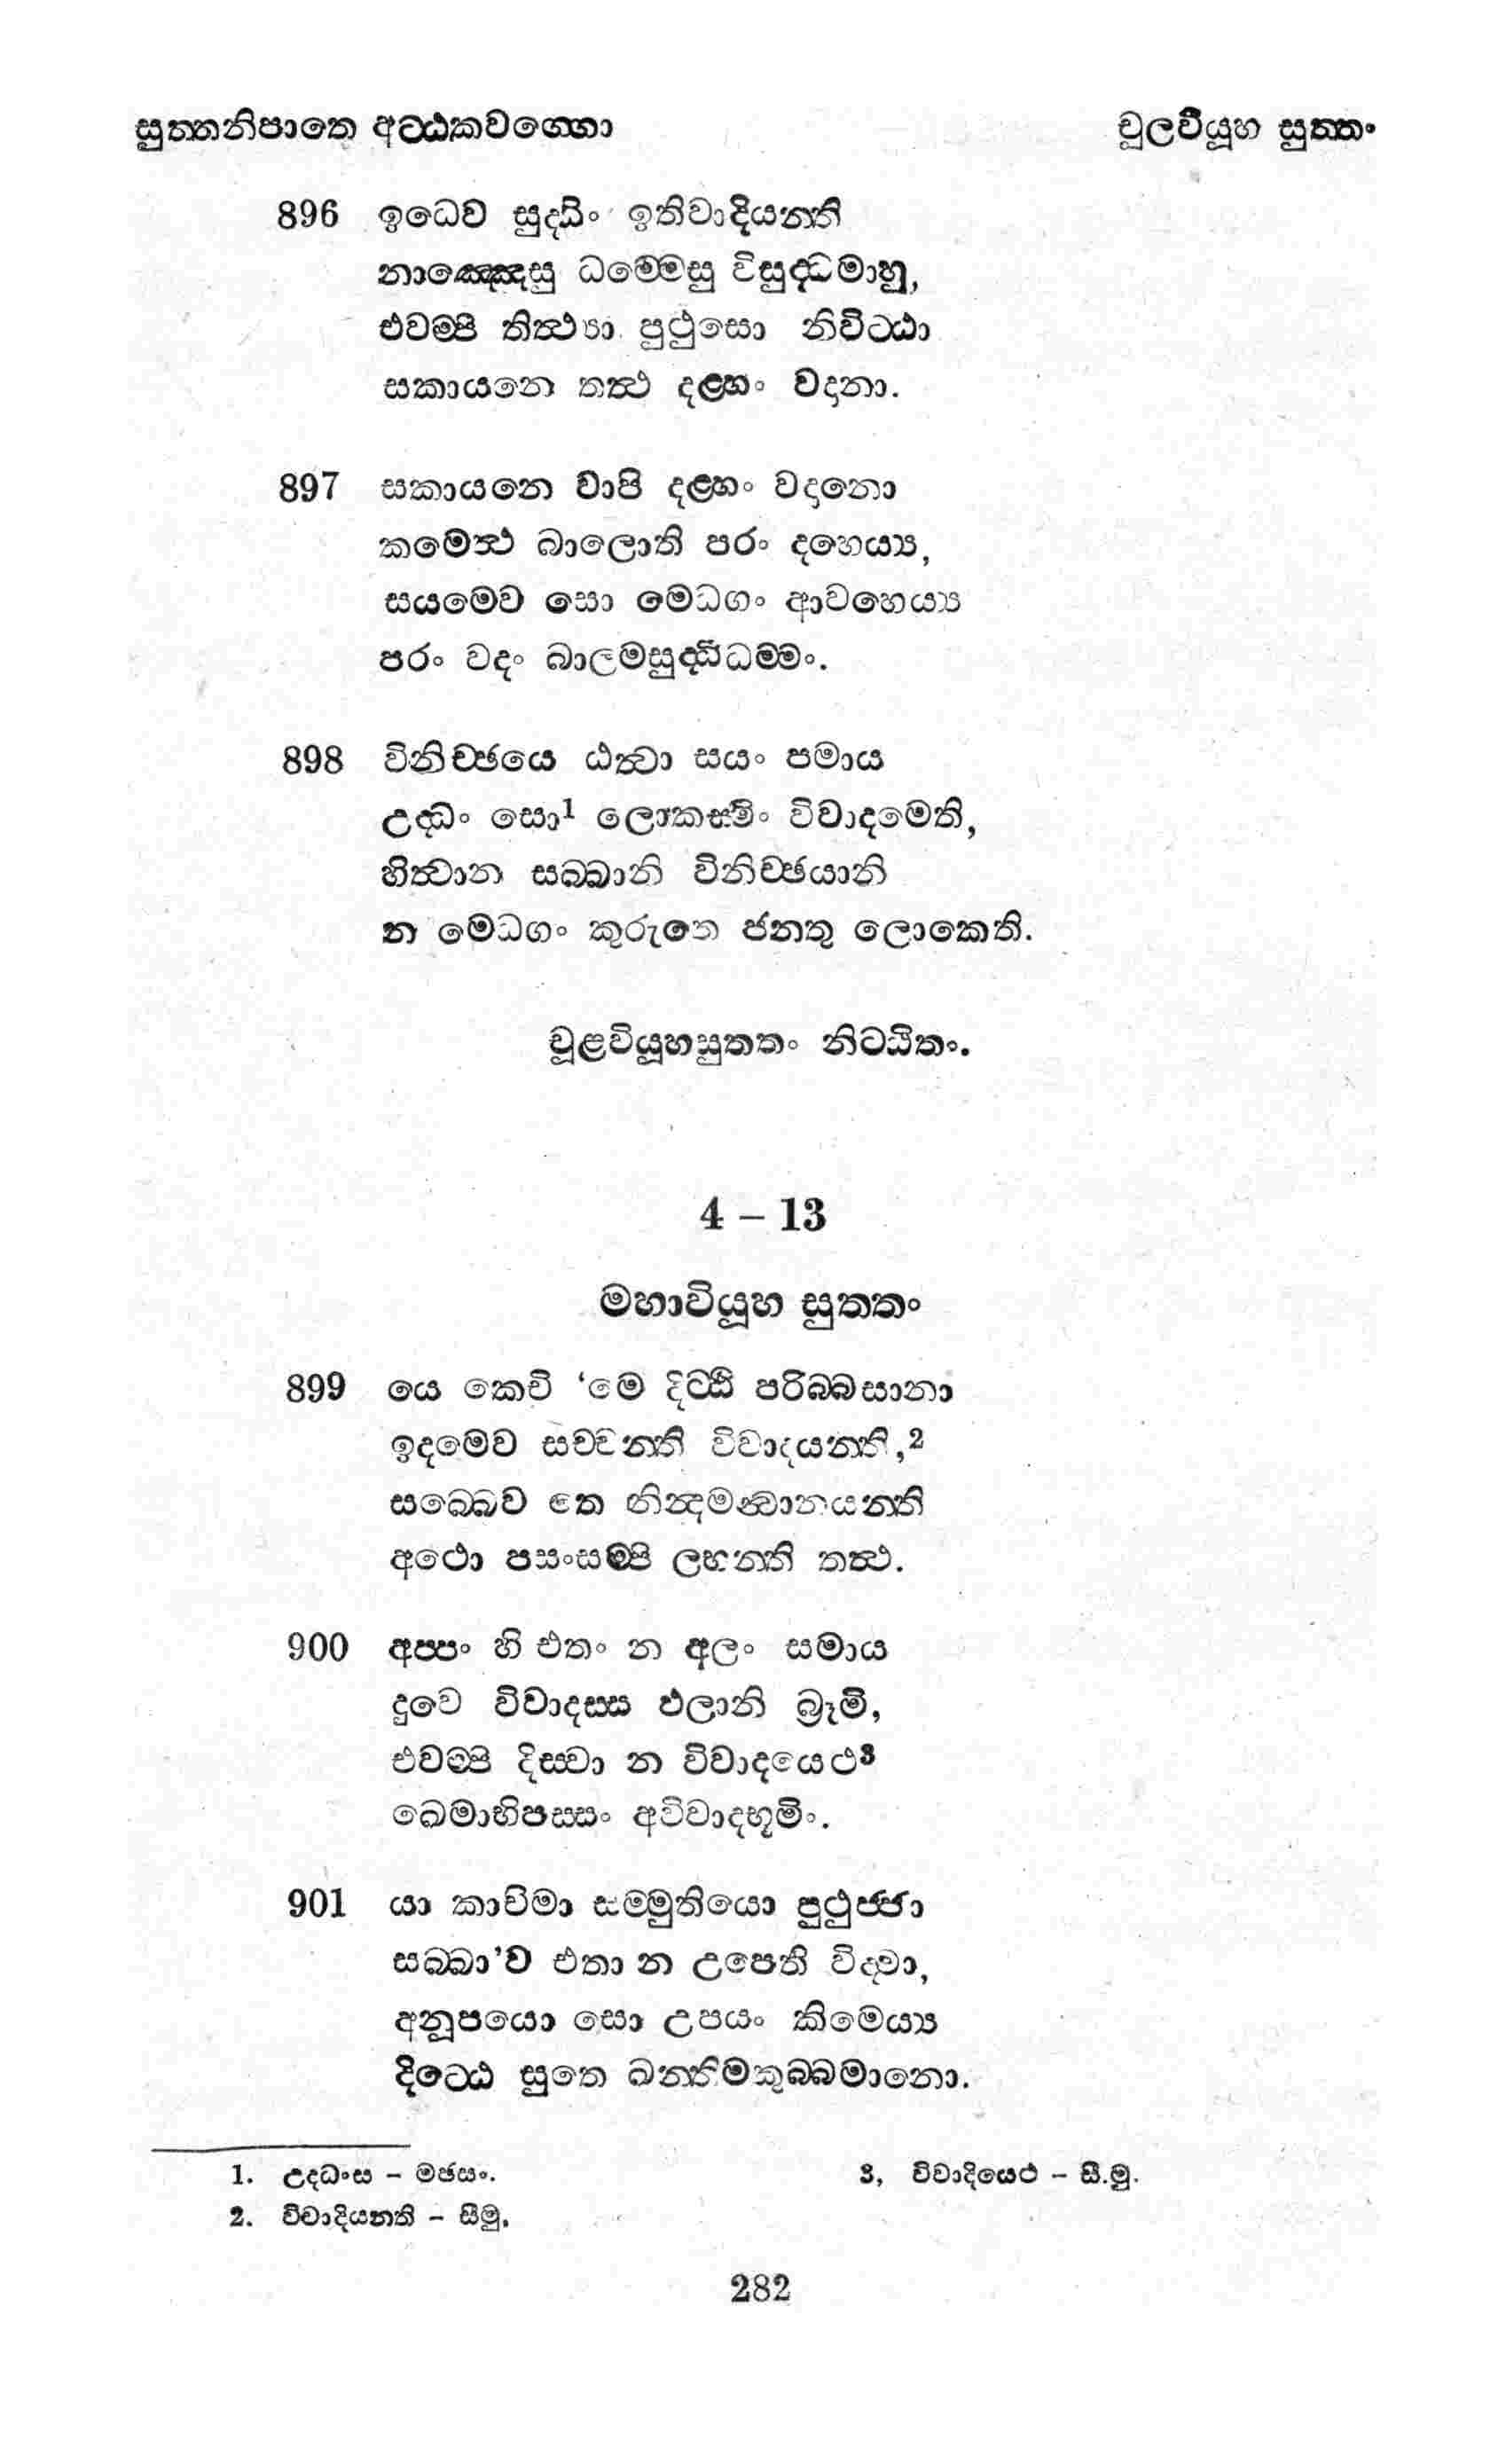 සුත්තනිපාතෙ අට්ඨකවග්ගො චූලවීයූහ සුත්තං
896 ඉධෙව සුද්ධිං ඉතිවාදියන්ති
නාඤ්ඤෙසු ධම්මෙසු විසුද්ධිමාහු,
එවම්පි තිත්ථ්‍යා පුථුසො නිවිට්ඨා
සකායනෙ තත්ථ දළ්හං වදානා.
897 සකායනෙ චාපි දළ්හං වදානො
කමෙත්ථ බාලොති පරං දහෙය්‍ය,
සයමෙව සො මෙධගං ආවහෙය්‍ය
පරං වදං බාලමසුද්ධිධම්මං.
898 විනිච්ඡයෙ ඨත්වා සයං පමාය
උද්ධං සො¹ ලොකස්මිං විවාදමෙති,
හිත්වාන සබ්බානි විනිච්ඡයානි
න මෙධගං කුරුතෙ ජන්තු ලොකෙති.
චූළවියූහසුත්තං නිට්ඨිතං.
4 – 13
මහාවියූහ සුත්තං
899 යෙ කෙචි ‘මෙ දිට්ඨි පරිබ්බසානා
ඉදමෙව සච්චන්ති විවාදයන්ති,²
සබ්බෙව තෙ නින්දමන්වානයන්ති
අථො පසංසම්පි ලභන්ති තත්ථ.
900 අප්පං හි එතං න අලං සමාය
දුවෙ විවාදස්ස ඵලානි බ්‍රූමි,
එවම්පි දිස්වා න විවාදයෙථ³
ඛෙමාභිපස්සං අවිවාදභූමිං.
901 යා කාචිමා සම්මුතියො පුථුජ්ජා
සබ්බා’ව එතා න උපෙති විද්වා,
අනූපයො සො උපයං කිමෙය්‍ය
දිට්ඨෙ සුතෙ ඛන්තිමකුබ්බමානො.
1. උද්ධංස – මඡසං. 3, විවාදියෙථ – සී.මු.
2. විවාදියන්ති – සීමු.
282